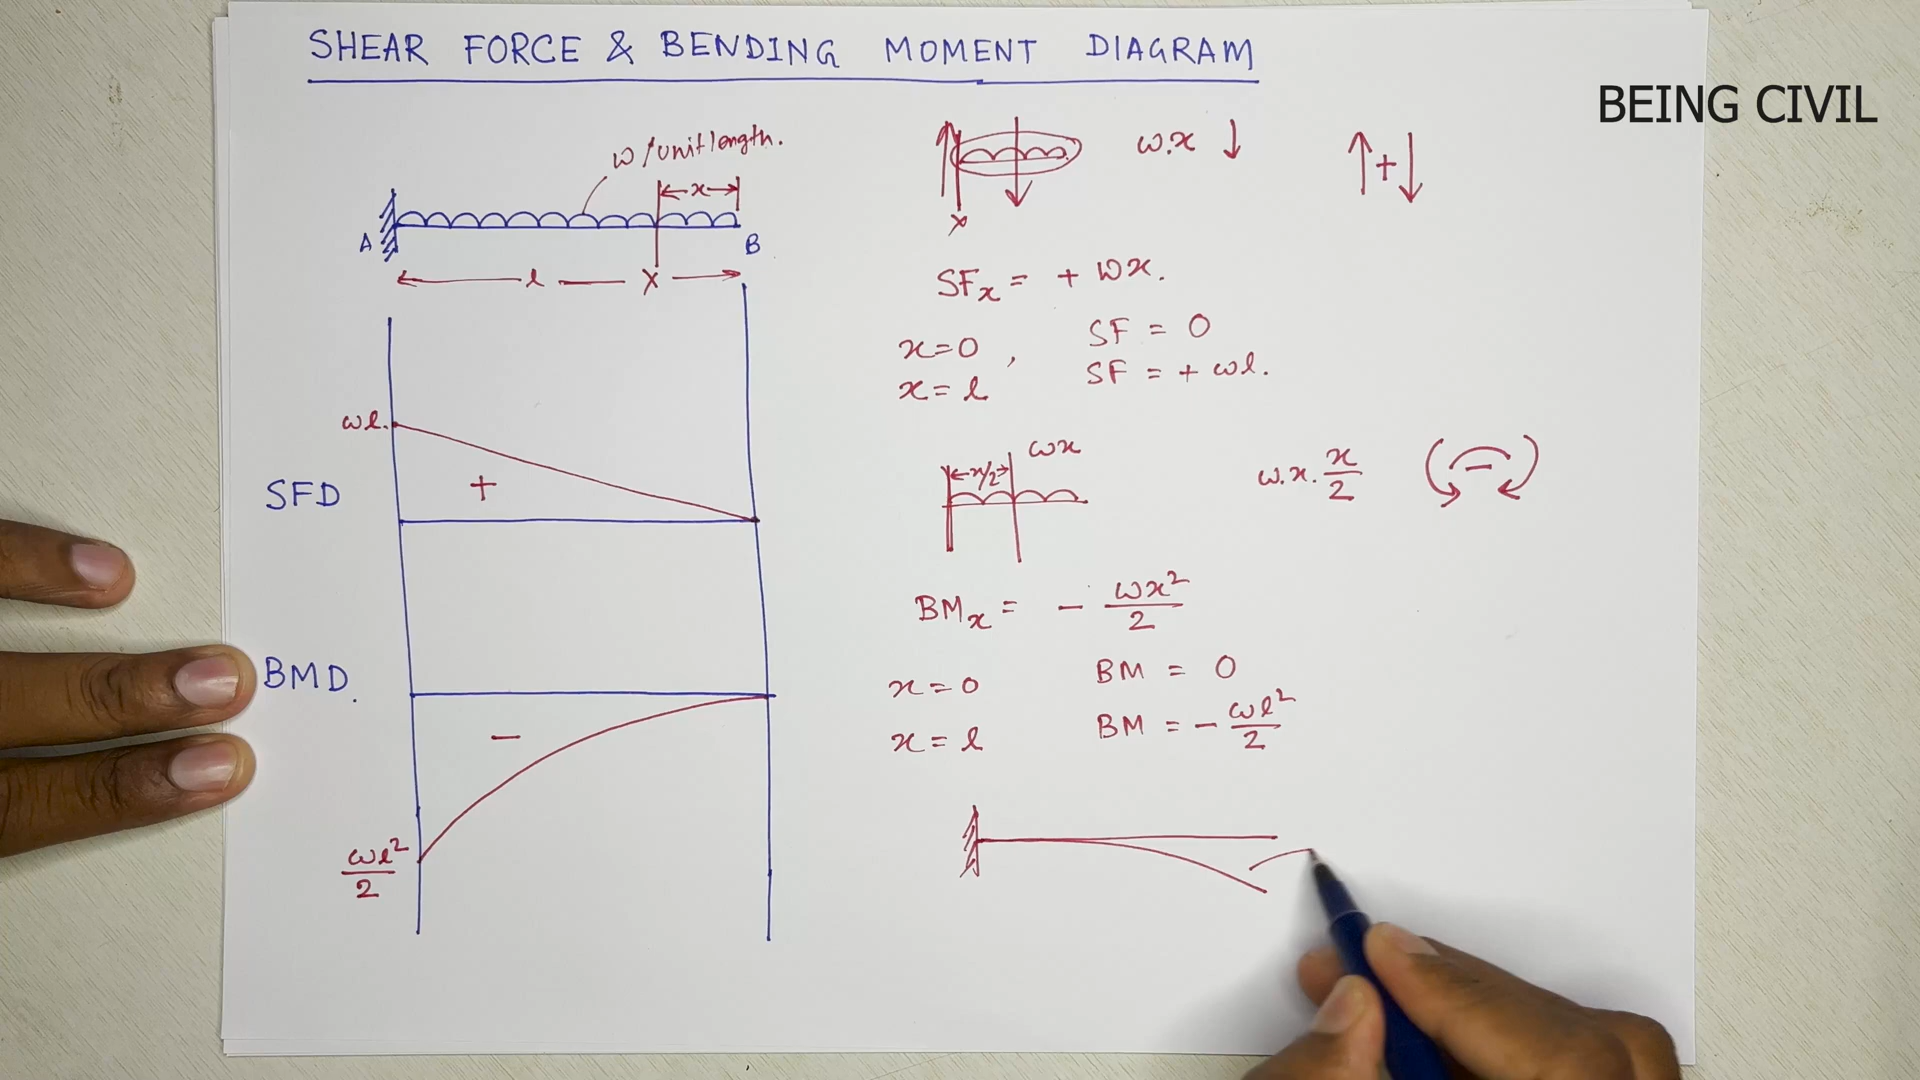 SHEAR FORCE & BENDING MOMENT DIAGRAM
BEING CIVIL
w/unit length.
x
A
B
l
X
wl.
SFD
+
BMD.
-
wl²/2
w.x ↓
↑+↓
x
SFx = + wx.
x=0 , SF = 0
x=l SF = + wl.
x/2
wx
w.x.x/2
-
BMx = - wx²/2
x=0 BM = 0
x=l BM = - wl²/2